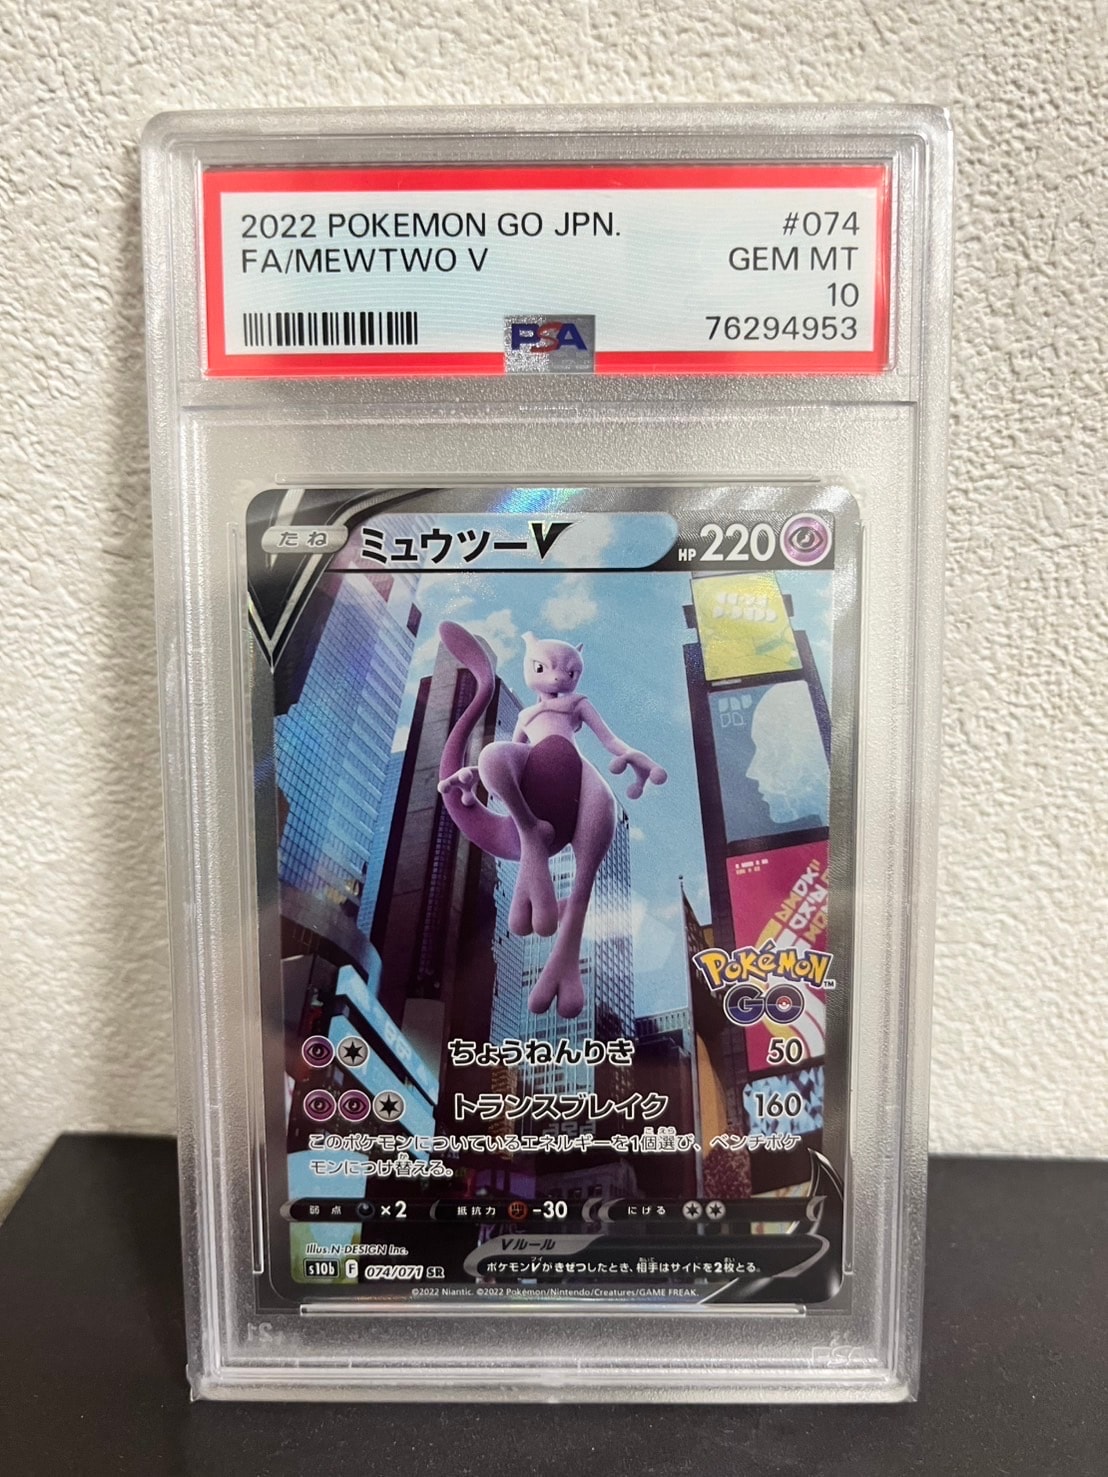 2022 POKEMON GO JPN. #074
FA/MEWTWO V GEM MT
10
76294953
PSA
たね ミュウツーV HP 220
POKéMON™
GO
ちょうねんりき 50
トランスブレイク 160
このポケモンについているエネルギーを1個選び、ベンチポケ
モンにつけ替える。
弱点 ×2 抵抗力 -30 にげる
Vルール
ポケモンVがきぜつしたとき、相手はサイドを2枚とる。
Illus. N-DESIGN Inc.
s10b F 074/071 SR
©2022 Niantic. ©2022 Pokémon/Nintendo/Creatures/GAME FREAK.